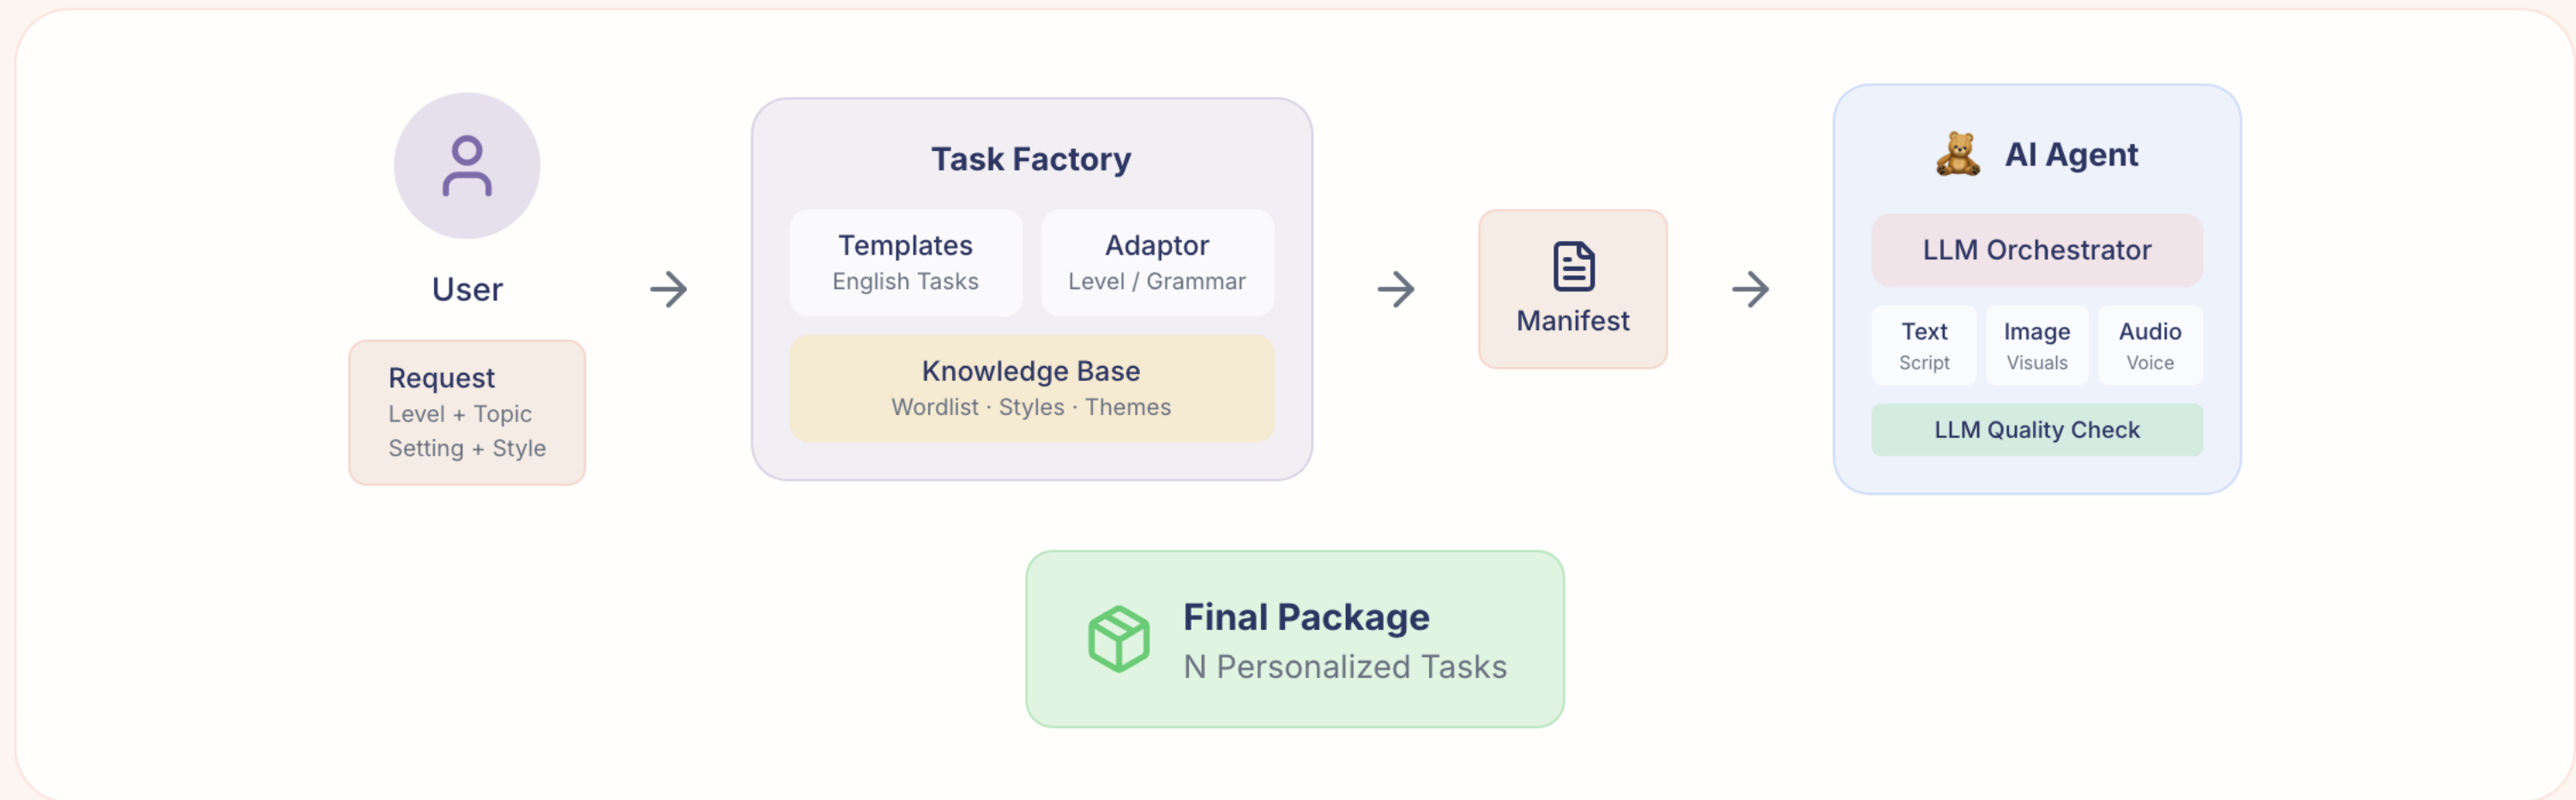 User
Request
Level + Topic
Setting + Style
Task Factory
Templates
English Tasks
Adaptor
Level / Grammar
Knowledge Base
Wordlist · Styles · Themes
Manifest
AI Agent
LLM Orchestrator
Text
Script
Image
Visuals
Audio
Voice
LLM Quality Check
Final Package
N Personalized Tasks